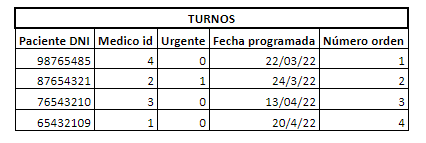 TURNOS
Paciente DNI Medico id Urgente Fecha programada Número orden
98765485 4 0 22/03/22 1
87654321 2 1 24/3/22 2
76543210 3 0 13/04/22 3
65432109 1 0 20/4/22 4